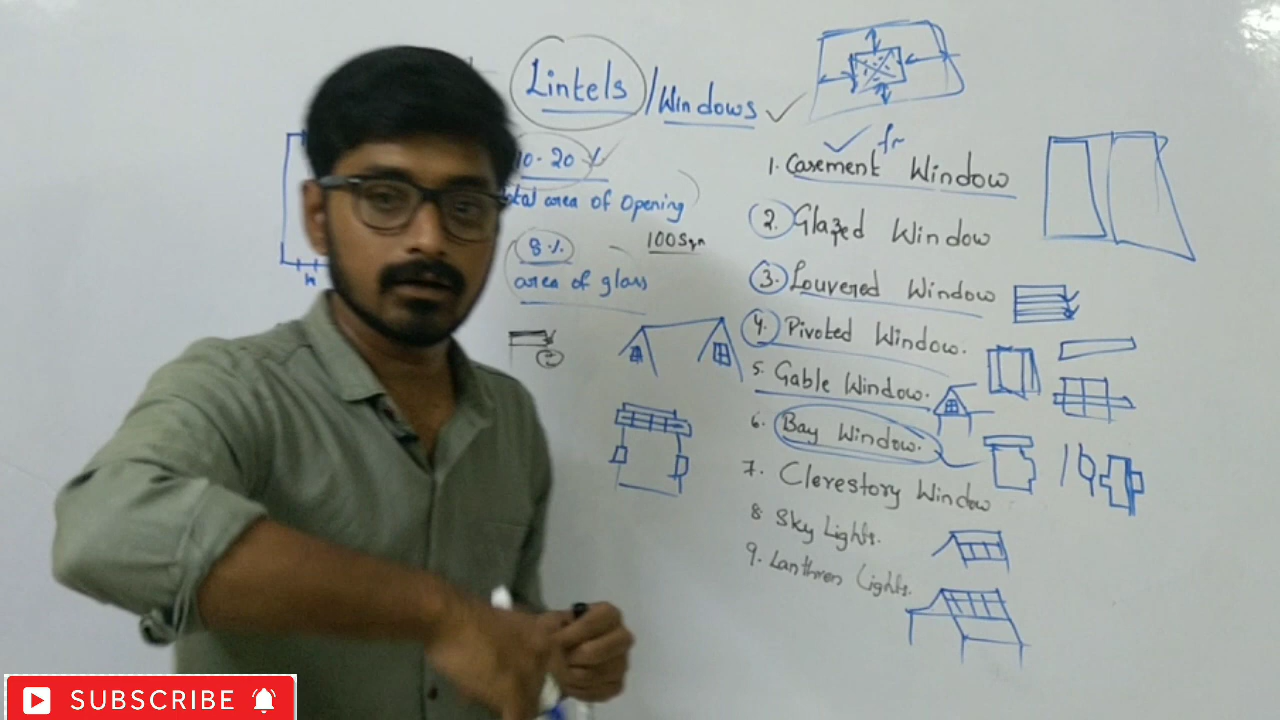 Lintels / Windows
10-20 %
total area of opening
8%
100 Sqm
area of glass
1. Casement Window
2. Glazed Window
3. Louvered Window
4. Pivoted Window.
5. Gable Window.
6. Bay Window.
7. Clerestory Window
8 Sky Lights.
9. Lanthren Lights.
SUBSCRIBE